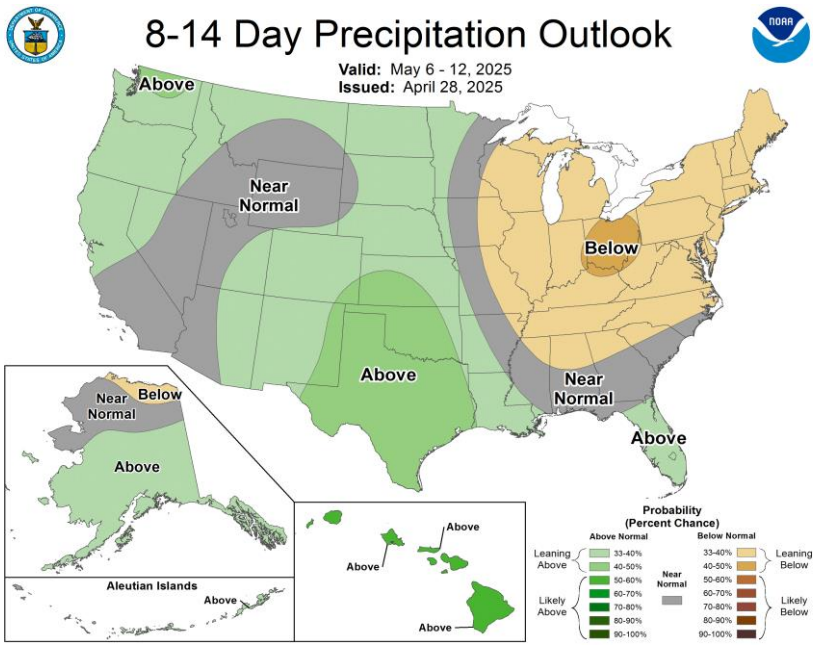 8-14 Day Precipitation Outlook
Valid: May 6 - 12, 2025
Issued: April 28, 2025
NOAA
Above
Near
Normal
Below
Above
Near
Normal
Above
Near
Normal
Below
Above
Aleutian Islands
Above
Above
Above
Above
Probability
(Percent Chance)
Above Normal
Below Normal
Leaning
Above
33-40%
40-50%
Likely
Above
50-60%
60-70%
70-80%
80-90%
90-100%
Near
Normal
33-40%
40-50%
Leaning
Below
50-60%
60-70%
70-80%
80-90%
90-100%
Likely
Below